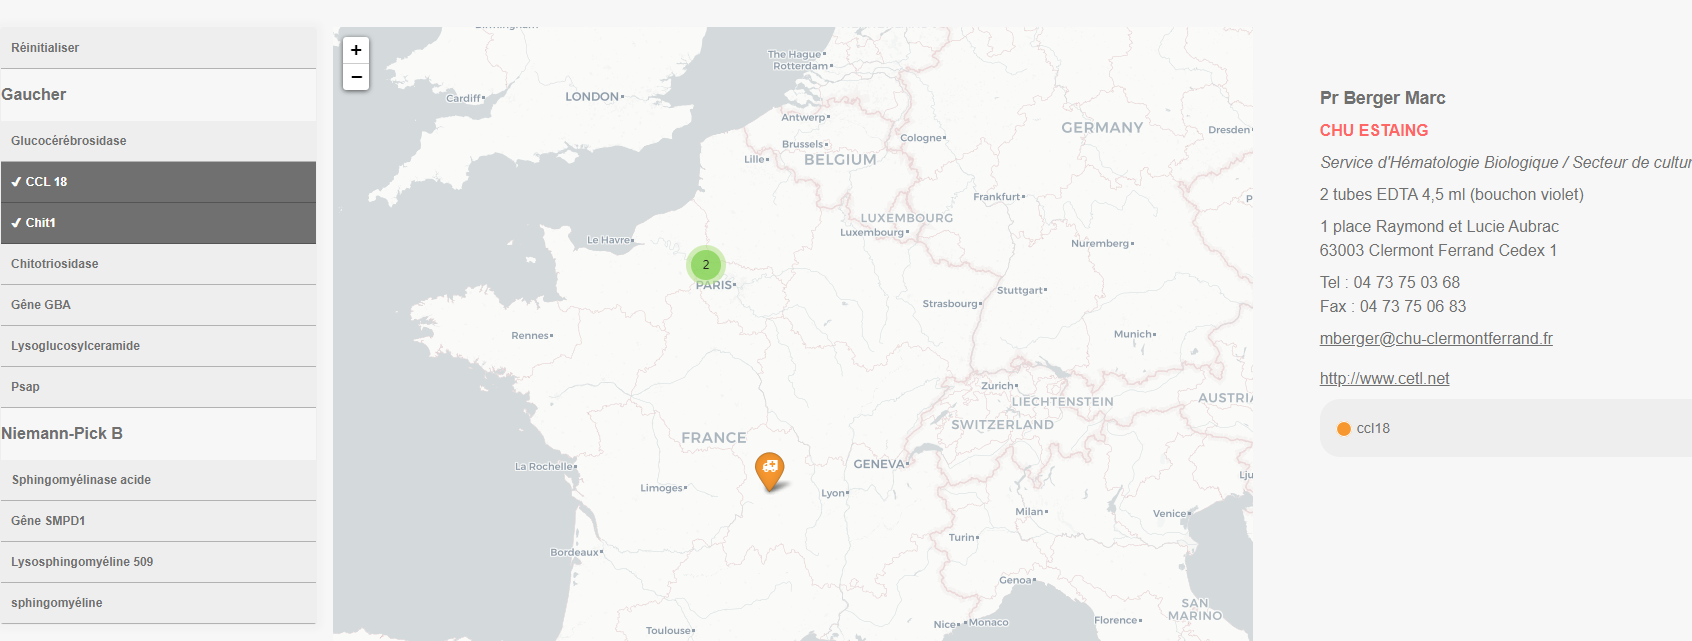 Réinitialiser
Gaucher
Glucocérébrosidase
✔ CCL 18
✔ Chit1
Chitotriosidase
Gêne GBA
Lysoglucosylceramide
Psap
Niemann-Pick B
Sphingomyélinase acide
Gêne SMPD1
Lysosphingomyéline 509
sphingomyéline
+
−
The Hague
Rotterdam
Cardiff
LONDON
Antwerp
Brussels
Lille
BELGIUM
Cologne
GERMANY
Dresden
Frankfurt
LUXEMBOURG
Luxembourg
Le Havre
Nuremberg
2
PARIS
Stuttgart
Strasbourg
Rennes
Munich
Zurich
LIECHTENSTEIN
AUSTRIA
SWITZERLAND
FRANCE
GENEVA
La Rochelle
Limoges
Lyon
Milan
Venice
Turin
Bordeaux
Genoa
SAN
MARINO
Nice
Monaco
Florence
Toulouse
Pr Berger Marc
CHU ESTAING
Service d'Hématologie Biologique / Secteur de cultur
2 tubes EDTA 4,5 ml (bouchon violet)
1 place Raymond et Lucie Aubrac
63003 Clermont Ferrand Cedex 1
Tel : 04 73 75 03 68
Fax : 04 73 75 06 83
mberger@chu-clermontferrand.fr
http://www.cetl.net
ccl18